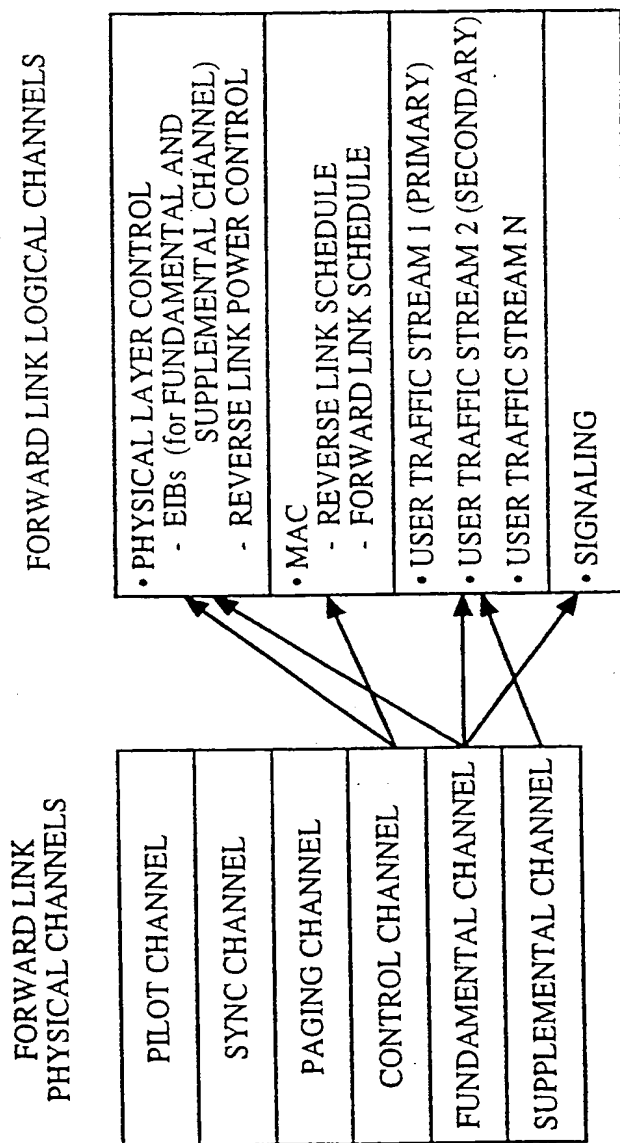 FORWARD LINK
PHYSICAL CHANNELS
PILOT CHANNEL
SYNC CHANNEL
PAGING CHANNEL
CONTROL CHANNEL
FUNDAMENTAL CHANNEL
SUPPLEMENTAL CHANNEL
FORWARD LINK LOGICAL CHANNELS
• PHYSICAL LAYER CONTROL
- EIBs (for FUNDAMENTAL AND
SUPPLEMENTAL CHANNEL)
- REVERSE LINK POWER CONTROL
• MAC
- REVERSE LINK SCHEDULE
- FORWARD LINK SCHEDULE
• USER TRAFFIC STREAM 1 (PRIMARY)
• USER TRAFFIC STREAM 2 (SECONDARY)
• USER TRAFFIC STREAM N
• SIGNALING